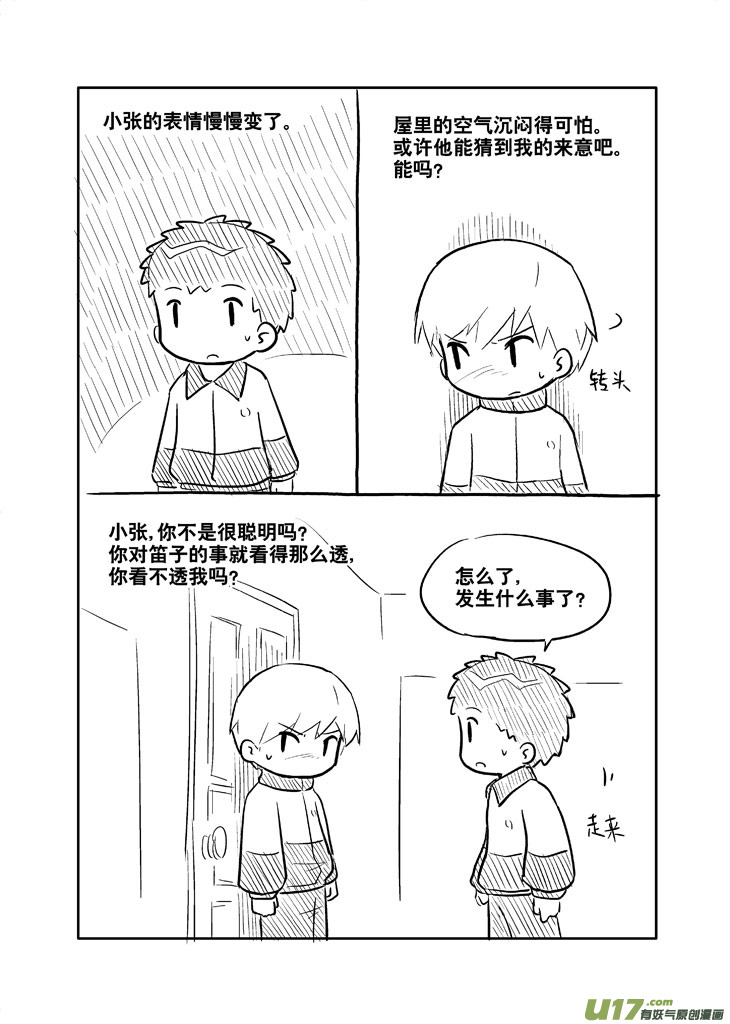 小张的表情慢慢变了。
屋里的空气沉闷得可怕。
或许他能猜到我的来意吧。
能吗?
转头
小张,你不是很聪明吗?
你对笛子的事就看得那么透,
你看不透我吗?
怎么了,
发生什么事了?
走来
U17.com
有妖气原创漫画